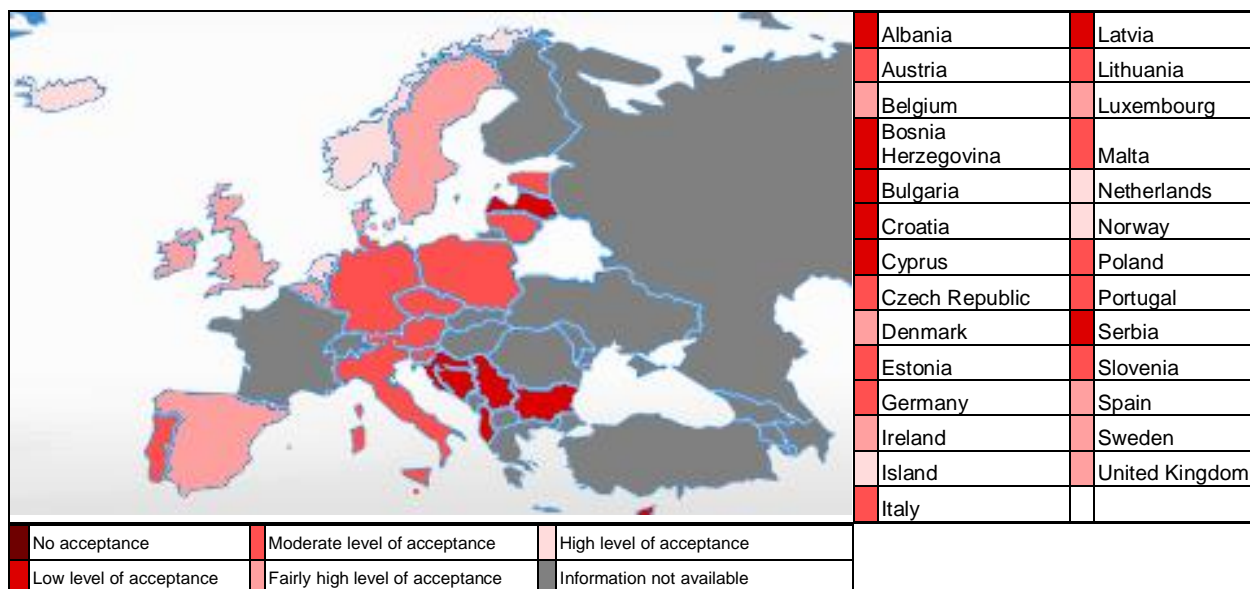 Albania Latvia
Austria Lithuania
Belgium Luxembourg
Bosnia
Herzegovina Malta
Bulgaria Netherlands
Croatia Norway
Cyprus Poland
Czech Republic Portugal
Denmark Serbia
Estonia Slovenia
Germany Spain
Ireland Sweden
Island United Kingdom
Italy
No acceptance Moderate level of acceptance High level of acceptance
Low level of acceptance Fairly high level of acceptance Information not available